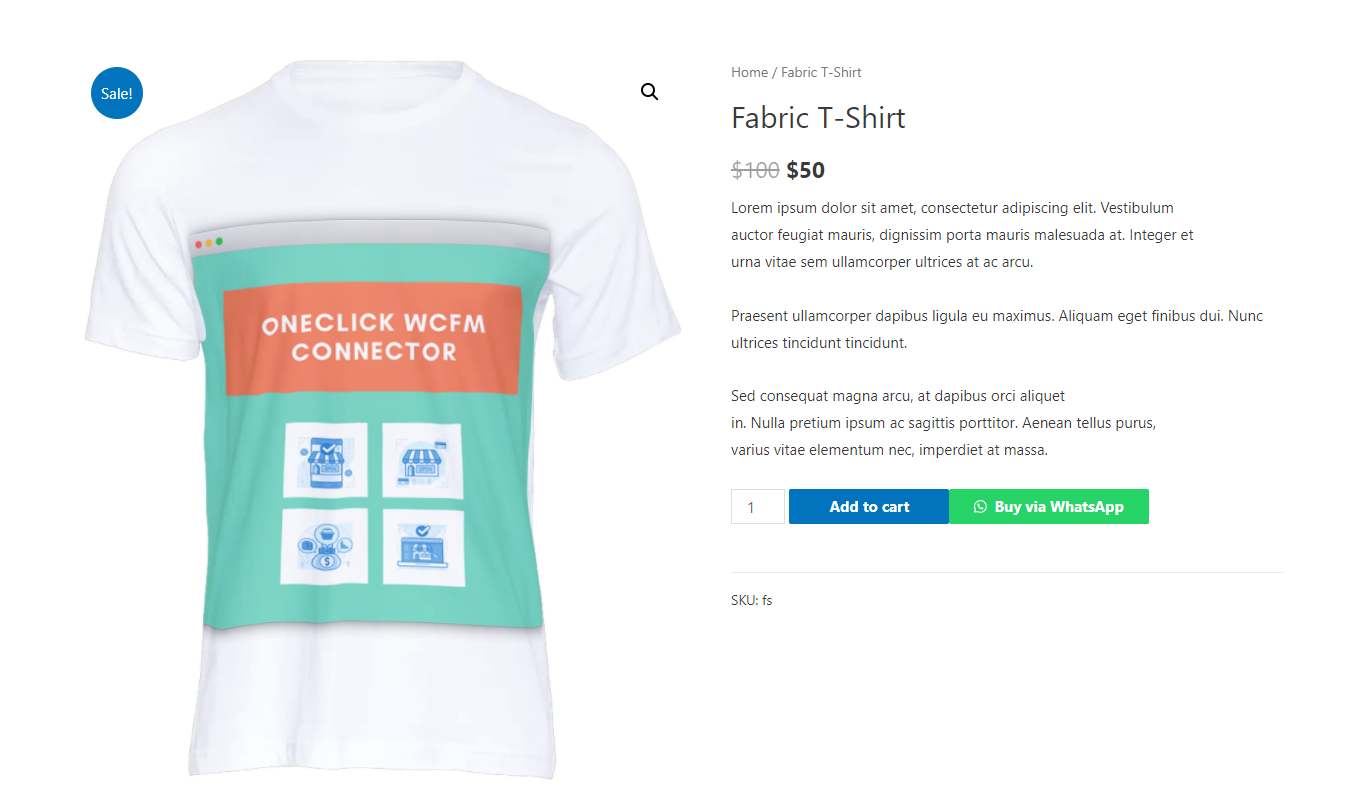 Sale!
ONECLICK WCFM
CONNECTOR
Home / Fabric T-Shirt
Fabric T-Shirt
$100 $50
Lorem ipsum dolor sit amet, consectetur adipiscing elit. Vestibulum
auctor feugiat mauris, dignissim porta mauris malesuada at. Integer et
urna vitae sem ullamcorper ultrices at ac arcu.
Praesent ullamcorper dapibus ligula eu maximus. Aliquam eget finibus dui. Nunc
ultrices tincidunt tincidunt.
Sed consequat magna arcu, at dapibus orci aliquet
in. Nulla pretium ipsum ac sagittis porttitor. Aenean tellus purus,
varius vitae elementum nec, imperdiet at massa.
1 Add to cart Buy via WhatsApp
SKU: fs